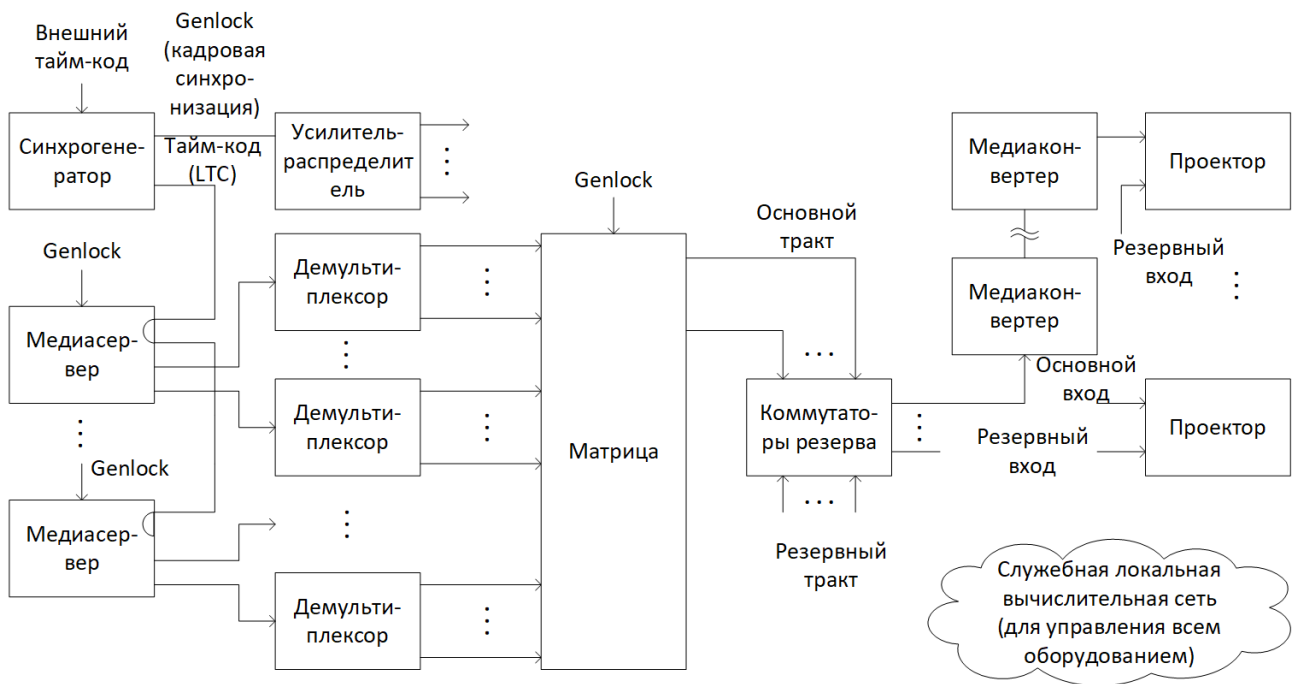 Внешний
тайм-код
Genlock
(кадровая
синхро-
низация)
Синхрогене-
ратор
Тайм-код
(LTC)
Усилитель-
распределит
ель
Genlock
Медиасер-
вер
Genlock
Медиасер-
вер
Демульти-
плексор
Демульти-
плексор
Демульти-
плексор
Genlock
Матрица
Основной
тракт
Коммутато-
ры резерва
Резервный
тракт
Медиакон-
вертер
Медиакон-
вертер
Проектор
Резервный
вход
Основной
вход
Резервный
вход
Проектор
Служебная локальная
вычислительная сеть
(для управления всем
оборудованием)